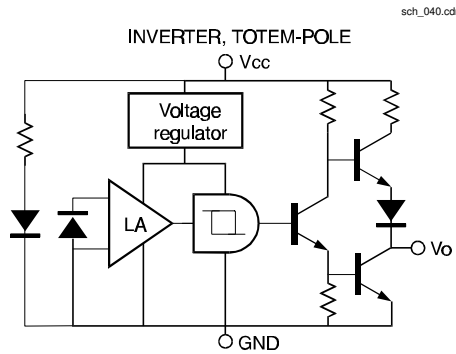 sch_040.cd
INVERTER, TOTEM-POLE
Vcc
Voltage
regulator
LA
Vo
GND